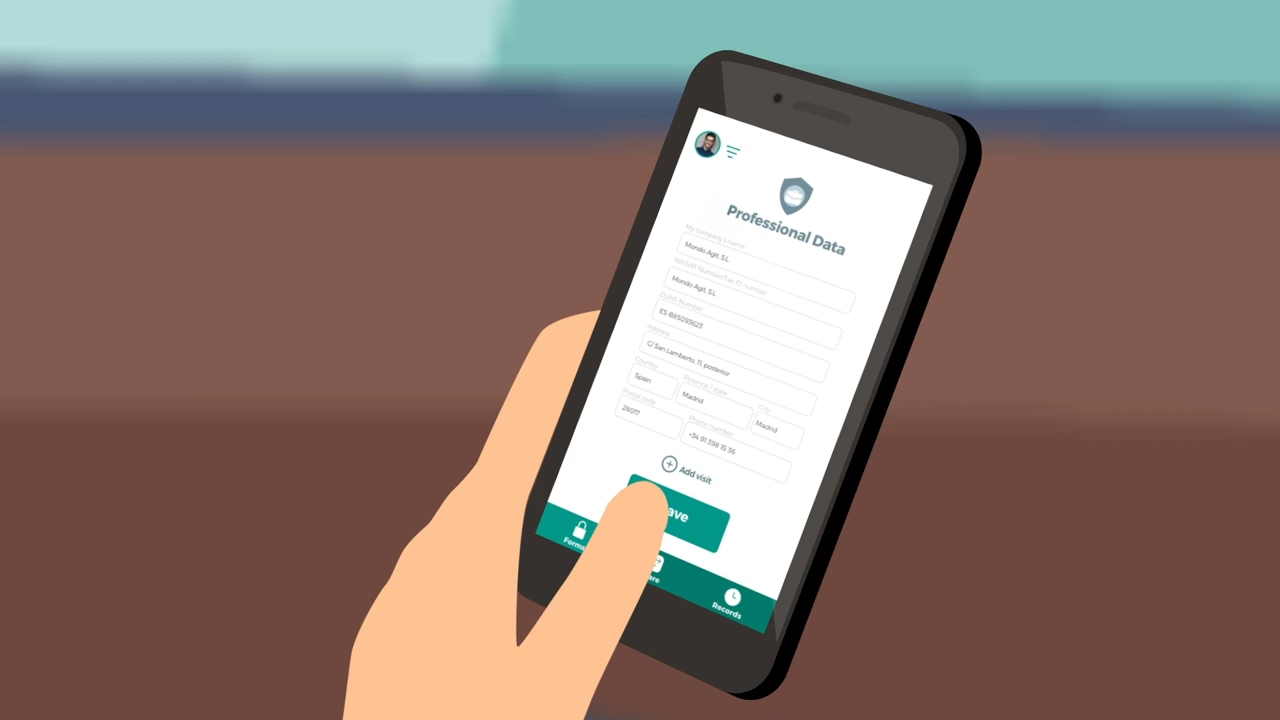 Professional Data
My company's name
Mondo Agit, S.L
NIF/VAT Number/Tax ID number
Mondo Agit, S.L
DUNS Number
ES-B85093623
Address
C/ San Lamberto, 11, posterior
Country
Province / State
City
Spain
Madrid
Madrid
Postal code
Phone number
28017
+34 91 398 15 36
Add visit
ave
Forms
are
Records